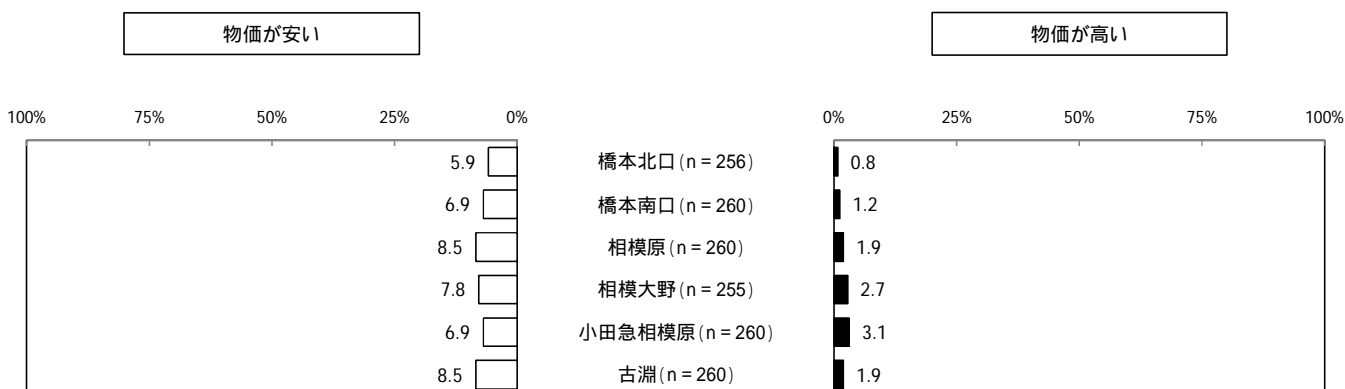 物価が安い 物価が高い
100% 75% 50% 25% 0% 0% 25% 50% 75% 100%
5.9 橋本北口(n = 256) 0.8
6.9 橋本南口(n = 260) 1.2
8.5 相模原(n = 260) 1.9
7.8 相模大野(n = 255) 2.7
6.9 小田急相模原(n = 260) 3.1
8.5 古淵(n = 260) 1.9